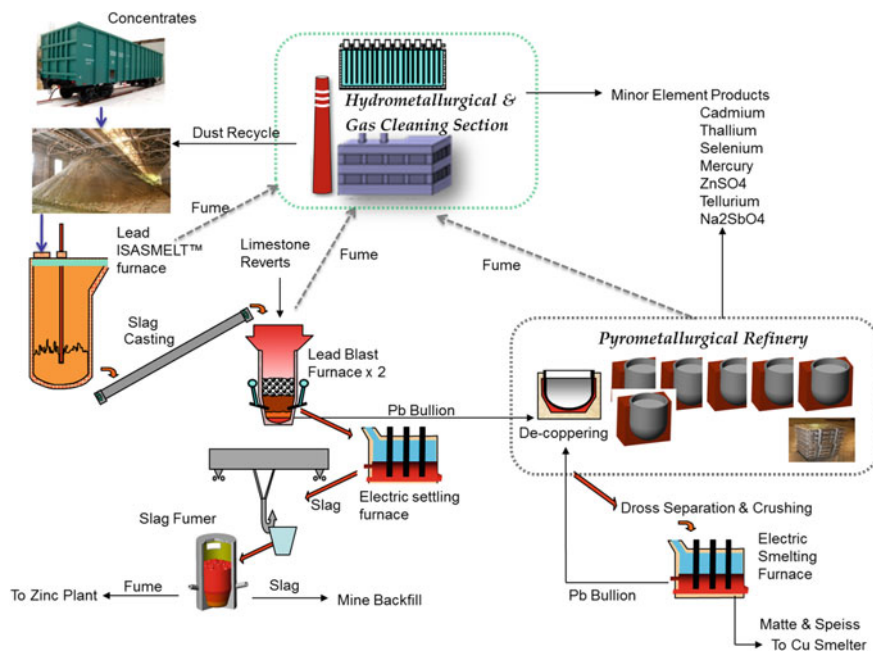 Concentrates
Hydrometallurgical &
Gas Cleaning Section
Minor Element Products
Cadmium
Thallium
Selenium
Mercury
ZnSO4
Tellurium
Na2SbO4
Dust Recycle
Fume
Lead
ISASMELT™
furnace
Limestone
Reverts
Fume
Fume
Slag
Casting
Lead Blast
Furnace x 2
Pyrometallurgical Refinery
Pb Bullion
De-coppering
Electric settling
furnace
Slag
Slag Fumer
Dross Separation & Crushing
Electric
Smelting
Furnace
Fume
Slag
To Zinc Plant
Mine Backfill
Pb Bullion
Matte & Speiss
To Cu Smelter